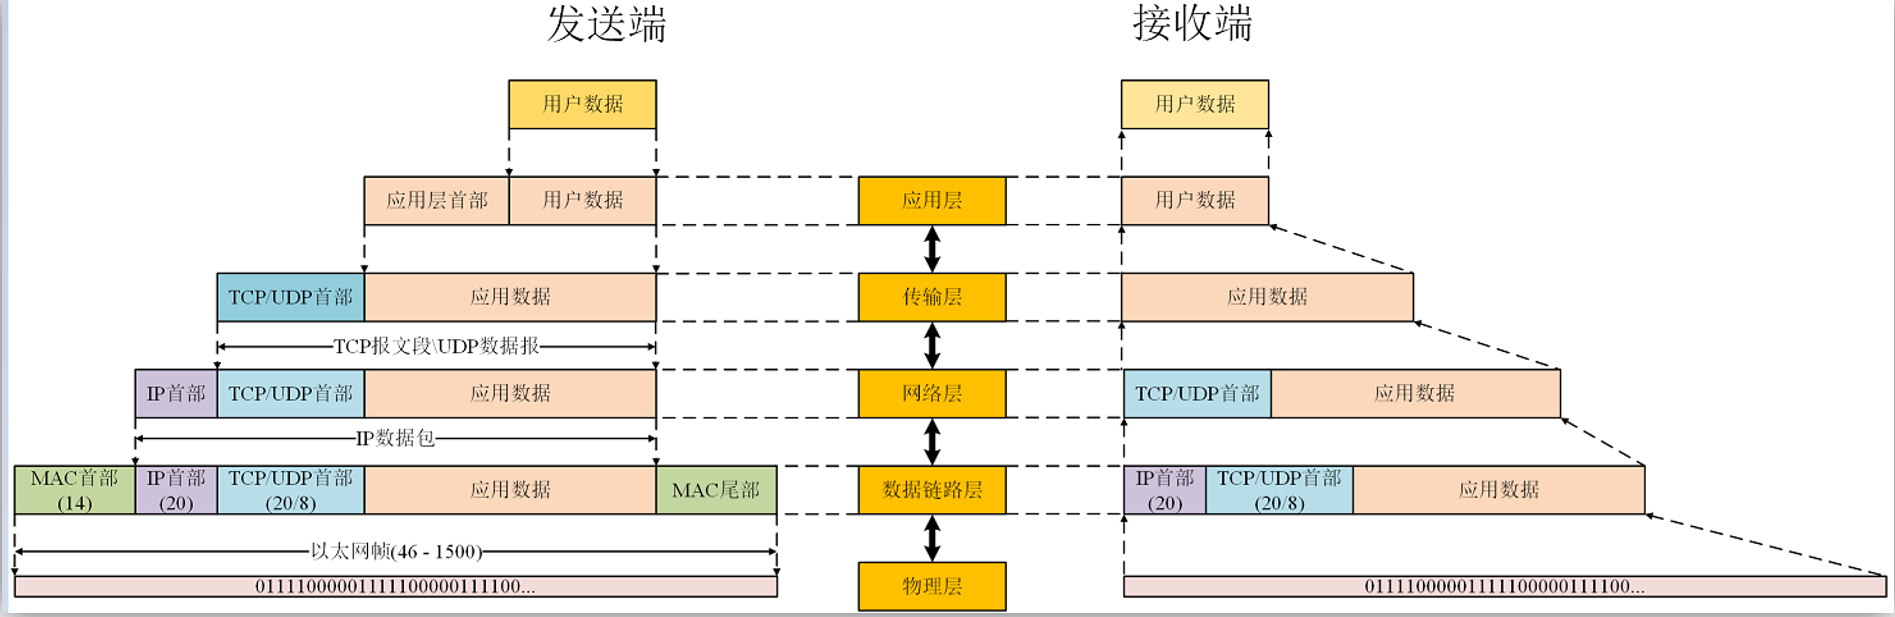 发送端
接收端
用户数据
用户数据
应用层首部
用户数据
应用层
用户数据
TCP/UDP首部
应用数据
传输层
应用数据
TCP报文段\UDP数据报
IP首部
TCP/UDP首部
应用数据
网络层
TCP/UDP首部
应用数据
IP数据包
MAC首部
(14)
IP首部
(20)
TCP/UDP首部
(20/8)
应用数据
MAC尾部
数据链路层
IP首部
(20)
TCP/UDP首部
(20/8)
应用数据
以太网帧(46 - 1500)
01111000001111100000111100...
物理层
01111000001111100000111100...